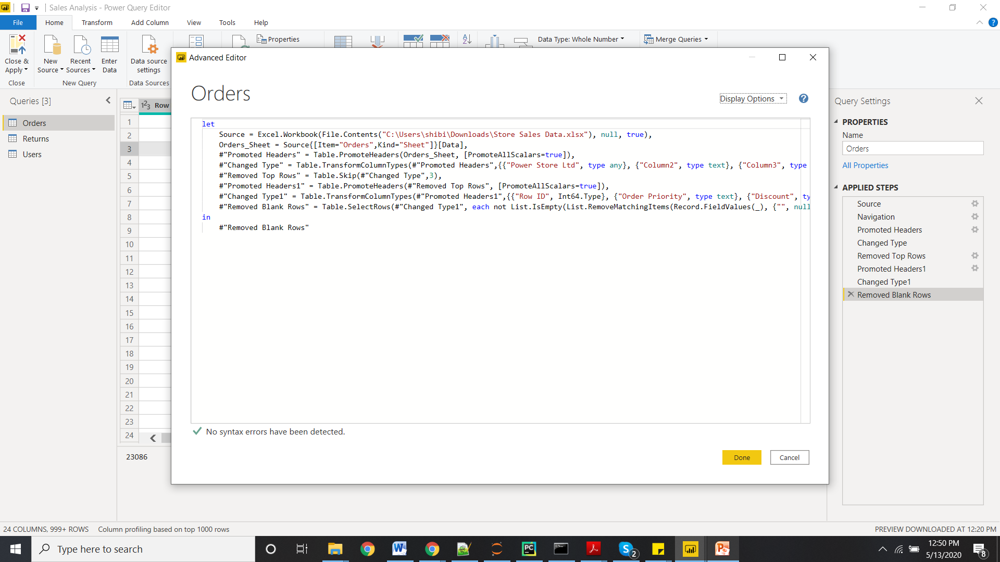 Sales Analysis - Power Query Editor
File Home Transform Add Column View Tools Help
Close & Apply
Close
New Source
Recent Sources
Enter Data
New Query
Data source settings
Data Sources
Properties
Data Type: Whole Number
Merge Queries
Queries [3]
Orders
Returns
Users
123 Row
1
2
3
4
5
6
7
8
9
10
11
12
13
14
15
16
17
18
19
20
21
22
23
24
23086
Advanced Editor
Orders
Display Options
let
Source = Excel.Workbook(File.Contents("C:\Users\shibi\Downloads\Store Sales Data.xlsx"), null, true),
Orders_Sheet = Source{[Item="Orders",Kind="Sheet"]}[Data],
#"Promoted Headers" = Table.PromoteHeaders(Orders_Sheet, [PromoteAllScalars=true]),
#"Changed Type" = Table.TransformColumnTypes(#"Promoted Headers",{{"Power Store Ltd", type any}, {"Column2", type text}, {"Column3", type
#"Removed Top Rows" = Table.Skip(#"Changed Type",3),
#"Promoted Headers1" = Table.PromoteHeaders(#"Removed Top Rows", [PromoteAllScalars=true]),
#"Changed Type1" = Table.TransformColumnTypes(#"Promoted Headers1",{{"Row ID", Int64.Type}, {"Order Priority", type text}, {"Discount", ty
#"Removed Blank Rows" = Table.SelectRows(#"Changed Type1", each not List.IsEmpty(List.RemoveMatchingItems(Record.FieldValues(_), {"", null
in
#"Removed Blank Rows"
No syntax errors have been detected.
Done
Cancel
Query Settings
PROPERTIES
Name
Orders
All Properties
APPLIED STEPS
Source
Navigation
Promoted Headers
Changed Type
Removed Top Rows
Promoted Headers1
Changed Type1
Removed Blank Rows
24 COLUMNS, 999+ ROWS Column profiling based on top 1000 rows
PREVIEW DOWNLOADED AT 12:20 PM
Type here to search
2
12:50 PM
5/13/2020
8